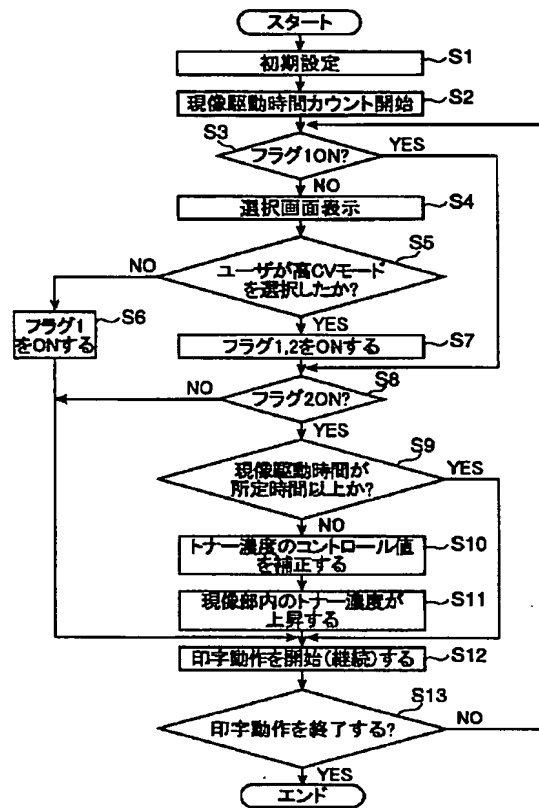 スタート
初期設定
S1
現像駆動時間カウント開始
S2
S3
フラグ1ON?
YES
NO
選択画面表示
S4
S5
NO
ユーザが高CVモード
を選択したか?
YES
フラグ1
をONする
S6
フラグ1,2をONする
S7
NO
フラグ2ON?
S8
YES
S9
現像駆動時間が
所定時間以上か?
YES
NO
トナー濃度のコントロール値
を補正する
S10
現像部内のトナー濃度が
上昇する
S11
印字動作を開始(継続)する
S12
S13
印字動作を終了する?
NO
YES
エンド